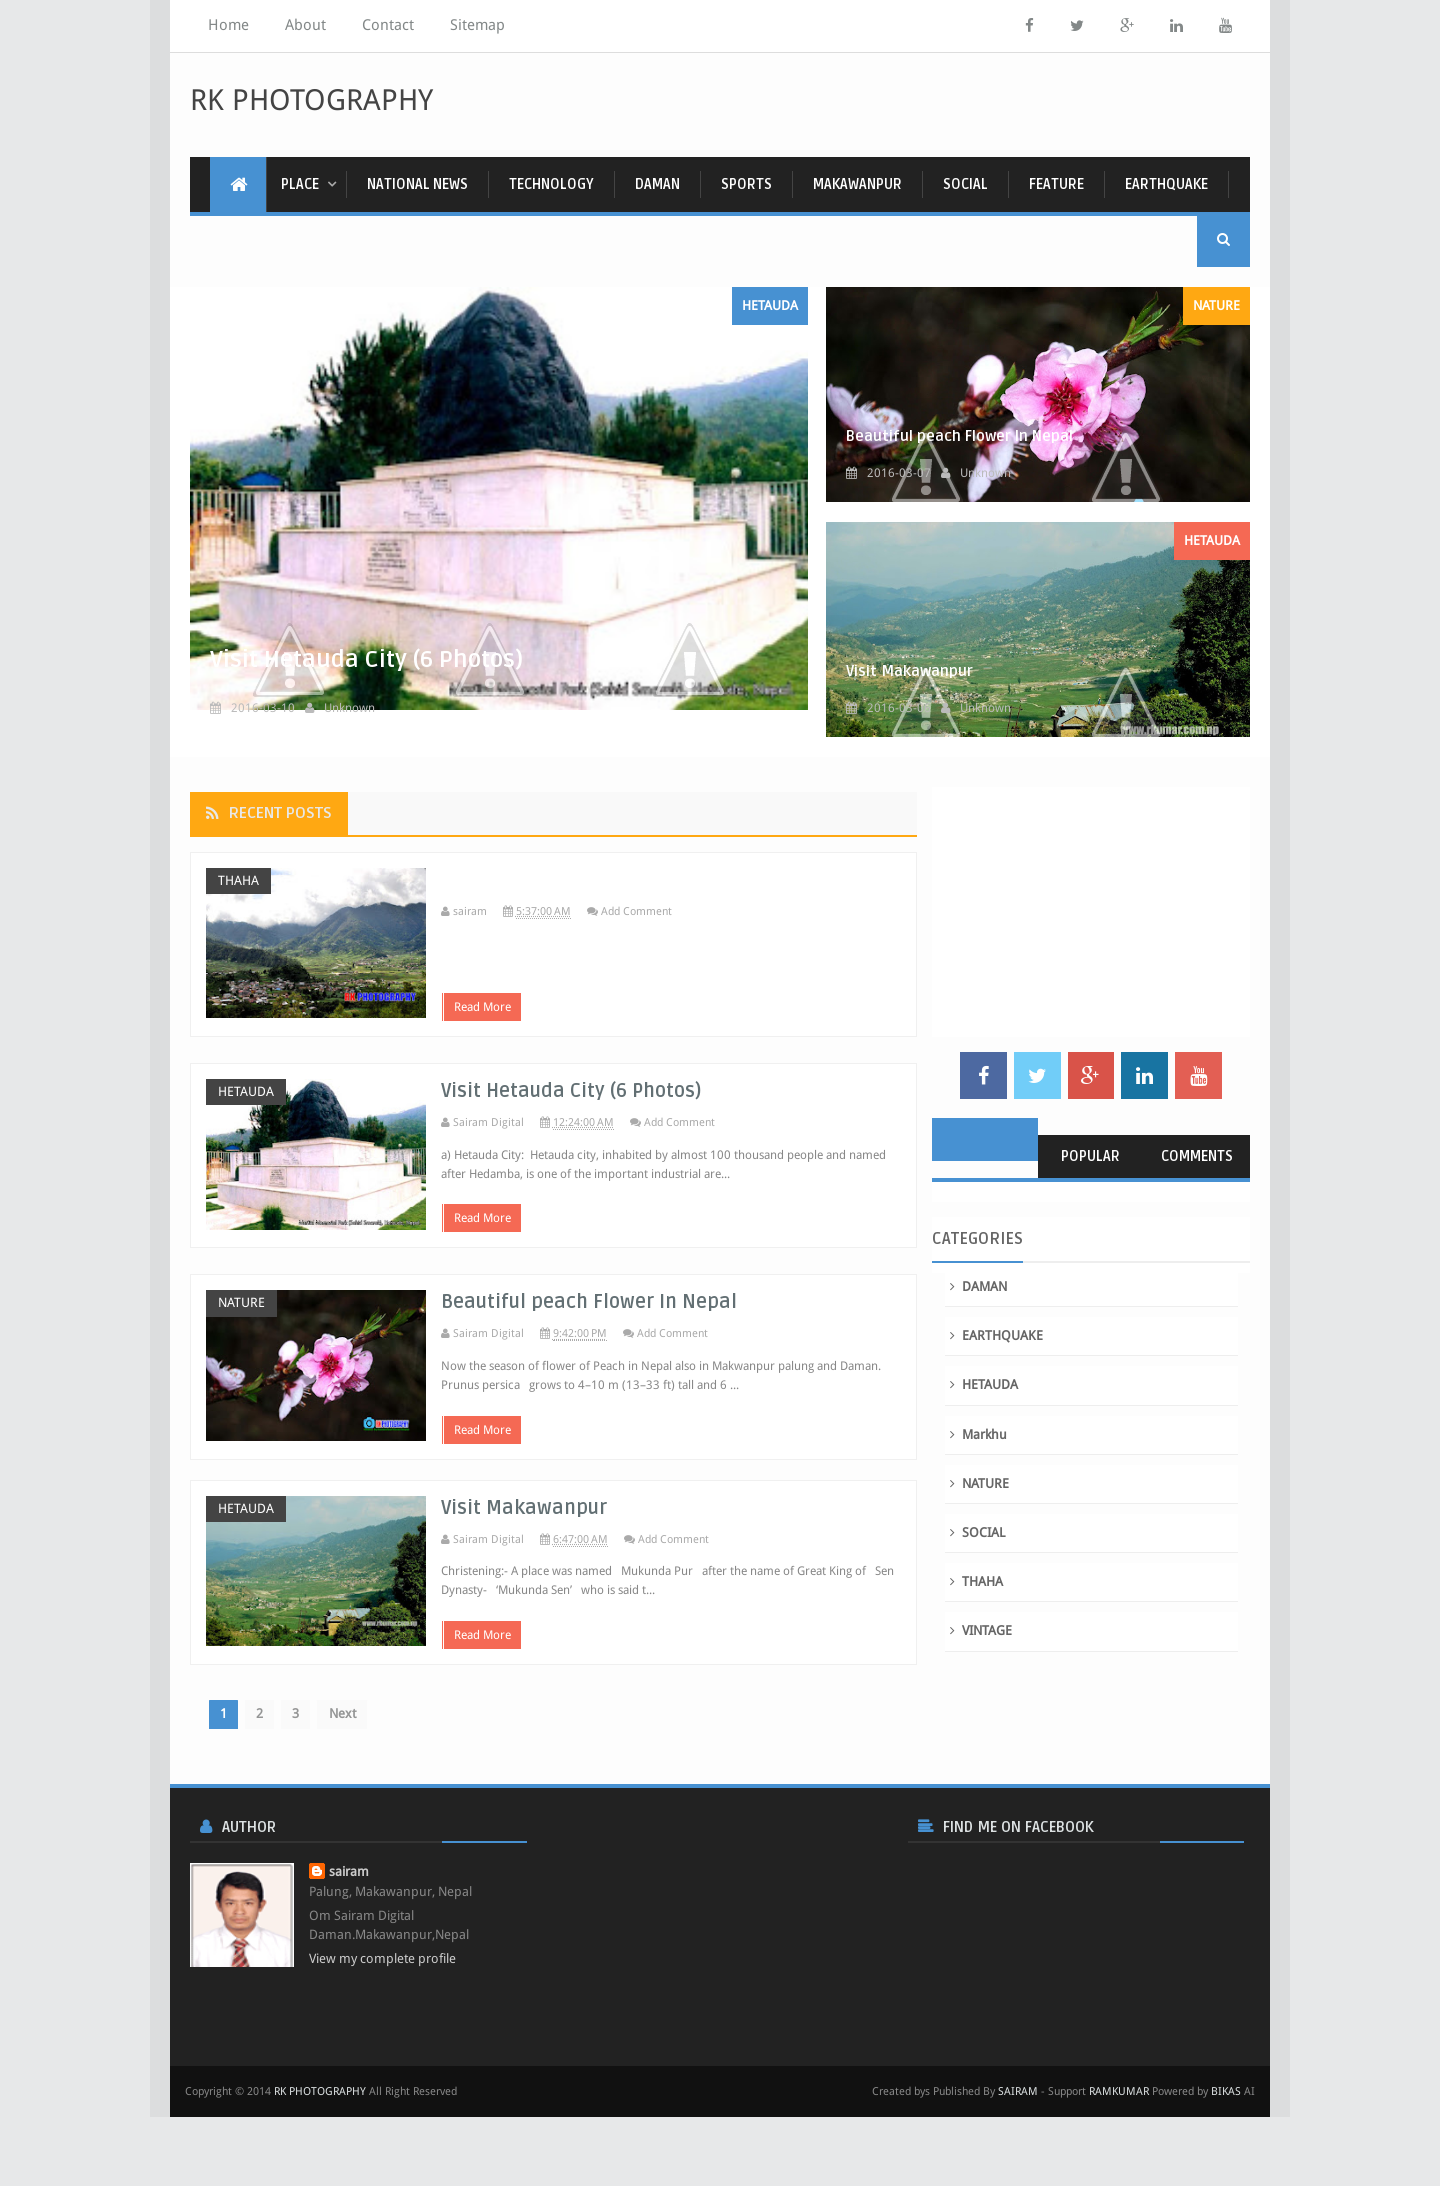 Home About Contact Sitemap
RK PHOTOGRAPHY
PLACE NATIONAL NEWS TECHNOLOGY DAMAN SPORTS MAKAWANPUR SOCIAL FEATURE EARTHQUAKE
HETAUDA
Visit Hetauda City (6 Photos)
2016-03-10 Unknown
NATURE
Beautiful peach Flower In Nepal
2016-03-07 Unknown
HETAUDA
Visit Makawanpur
Unknown
www.rkumar.com.np
RECENT POSTS
THAHA
sairam 5:37:00 AM Add Comment
RK PHOTOGRAPHY
Read More
HETAUDA
Visit Hetauda City (6 Photos)
Sairam Digital 12:24:00 AM Add Comment
a) Hetauda City:  Hetauda city, inhabited by almost 100 thousand people and named
after Hedamba, is one of the important industrial are...
Read More
NATURE
Beautiful peach Flower In Nepal
Sairam Digital 9:42:00 PM Add Comment
Now the season of flower of Peach in Nepal also in Makwanpur palung and Daman.
Prunus persica   grows to 4–10 m (13–33 ft) tall and 6 ...
Read More
HETAUDA
Visit Makawanpur
Sairam Digital 6:47:00 AM Add Comment
Christening:- A place was named   Mukunda Pur   after the name of Great King of   Sen
Dynasty-   ‘Mukunda Sen’   who is said t...
Read More
1 2 3 Next
POPULAR COMMENTS
CATEGORIES
DAMAN
EARTHQUAKE
HETAUDA
Markhu
NATURE
SOCIAL
THAHA
VINTAGE
AUTHOR
sairam
Palung, Makawanpur, Nepal
Om Sairam Digital
Daman.Makawanpur,Nepal
View my complete profile
FIND ME ON FACEBOOK
Copyright © 2014 RK PHOTOGRAPHY All Right Reserved
Created bys Published By SAIRAM - Support RAMKUMAR Powered by BIKAS AI